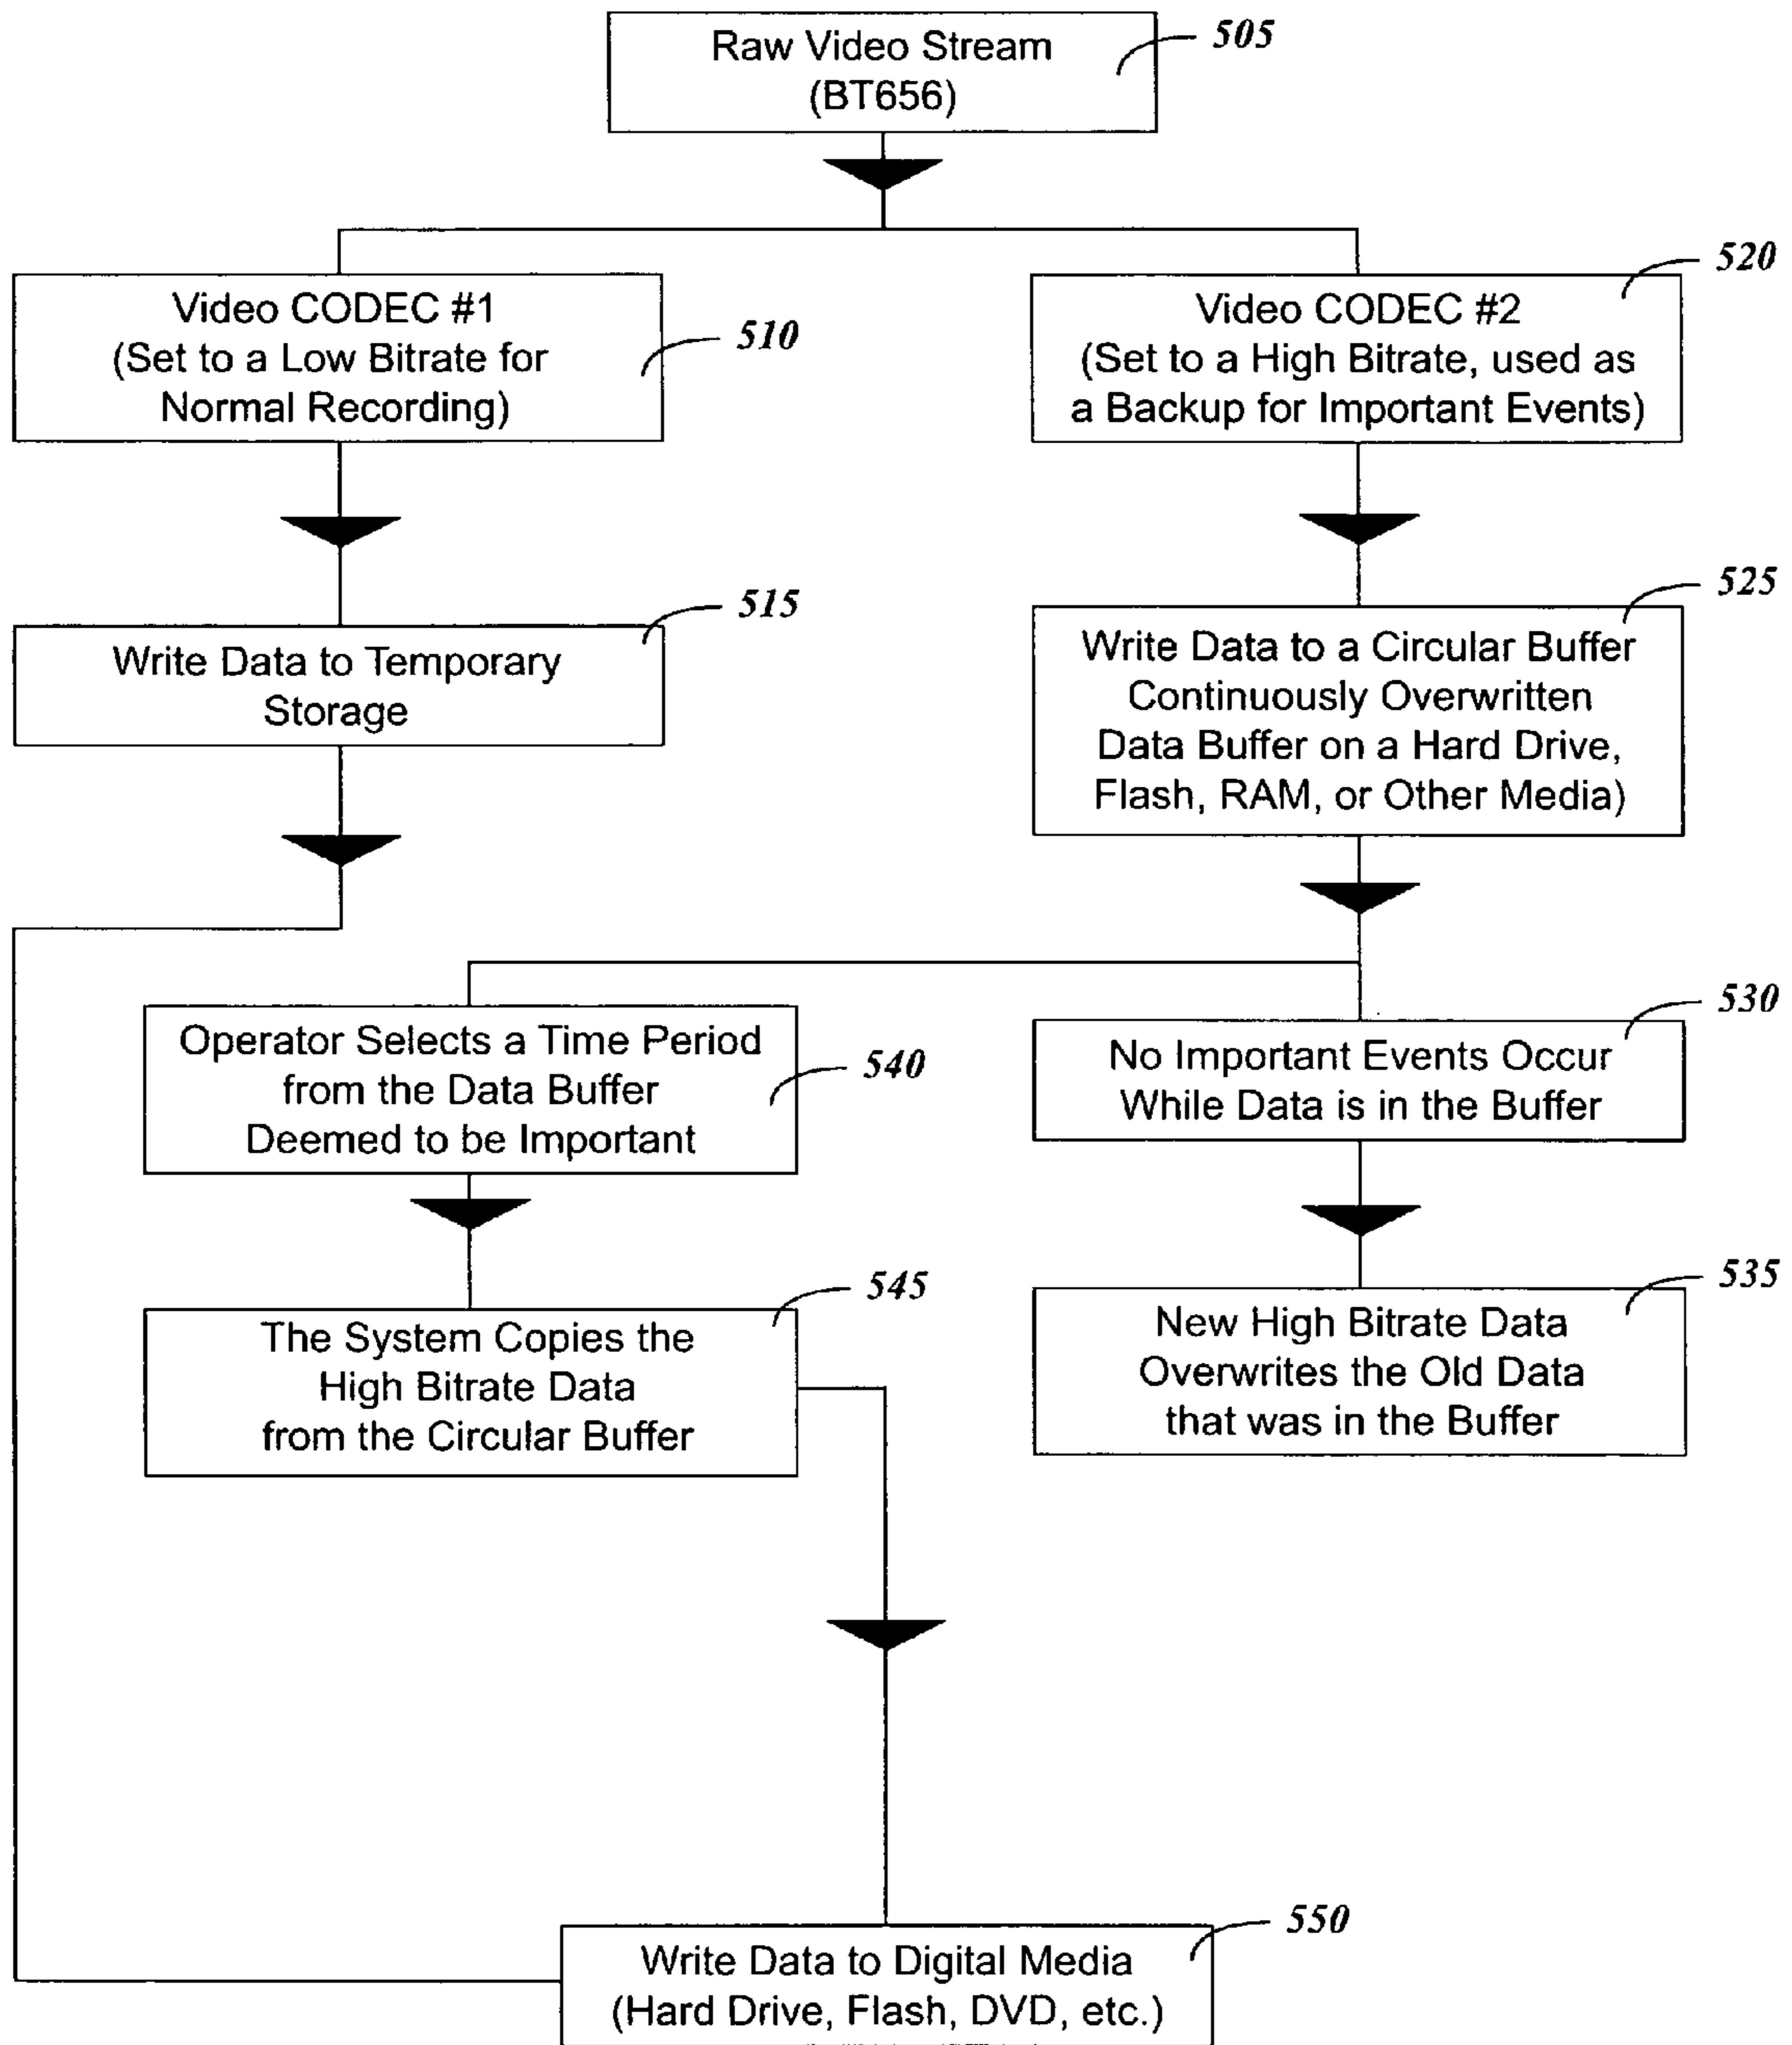 Raw Video Stream
(BT656)
505
Video CODEC #1
(Set to a Low Bitrate for
Normal Recording)
510
Video CODEC #2
(Set to a High Bitrate, used as
a Backup for Important Events)
520
Write Data to Temporary
Storage
515
Write Data to a Circular Buffer
Continuously Overwritten
Data Buffer on a Hard Drive,
Flash, RAM, or Other Media)
525
Operator Selects a Time Period
from the Data Buffer
Deemed to be Important
540
No Important Events Occur
While Data is in the Buffer
530
The System Copies the
High Bitrate Data
from the Circular Buffer
545
New High Bitrate Data
Overwrites the Old Data
that was in the Buffer
535
Write Data to Digital Media
(Hard Drive, Flash, DVD, etc.)
550